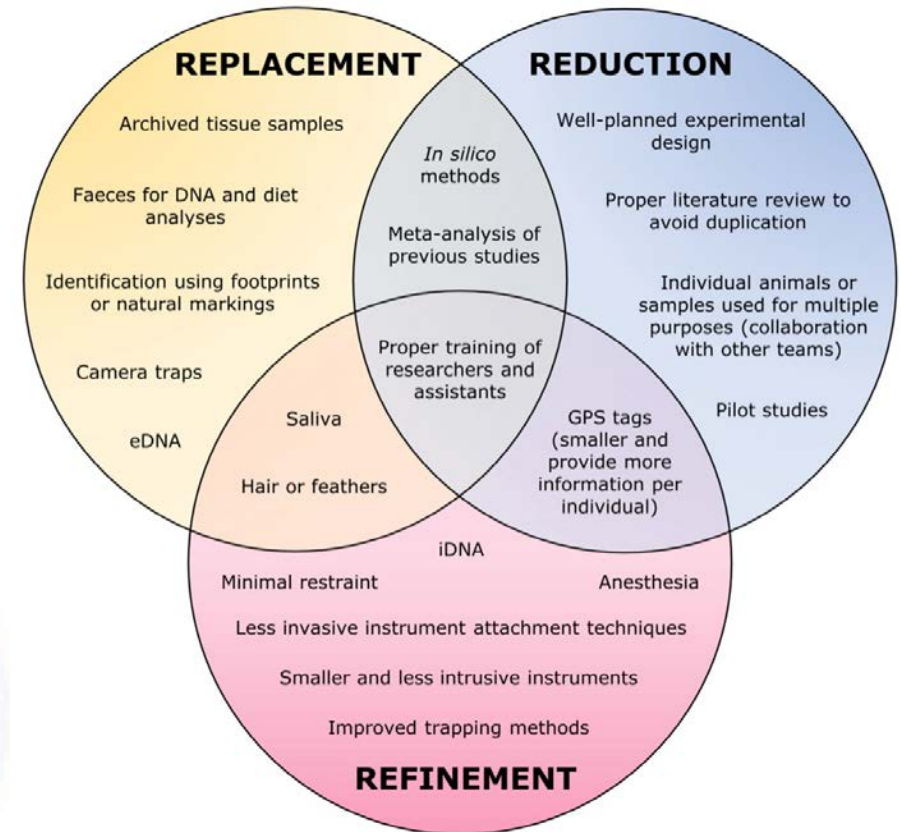 REPLACEMENT
Archived tissue samples
Faeces for DNA and diet
analyses
Identification using footprints
or natural markings
Camera traps
eDNA
In silico
methods
Meta-analysis of
previous studies
REDUCTION
Well-planned experimental
design
Proper literature review to
avoid duplication
Individual animals or
samples used for multiple
purposes (collaboration
with other teams)
Pilot studies
Proper training of
researchers and
assistants
Saliva
Hair or feathers
GPS tags
(smaller and
provide more
information per
individual)
iDNA
Minimal restraint
Anesthesia
Less invasive instrument attachment techniques
Smaller and less intrusive instruments
Improved trapping methods
REFINEMENT